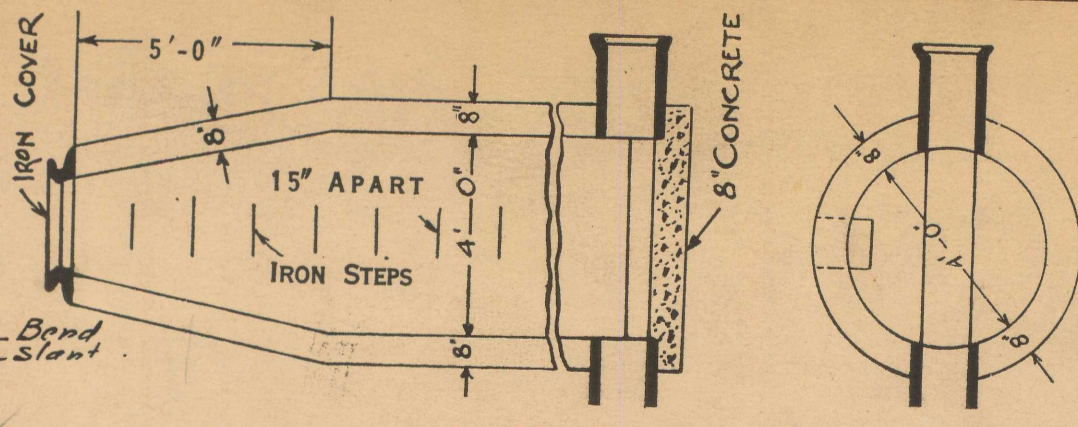 IRON COVER
5'-0"
8"
8"
15" APART
4'-0"
IRON STEPS
8"
8" CONCRETE
Bend
Slant
8"
4'-0"
8"